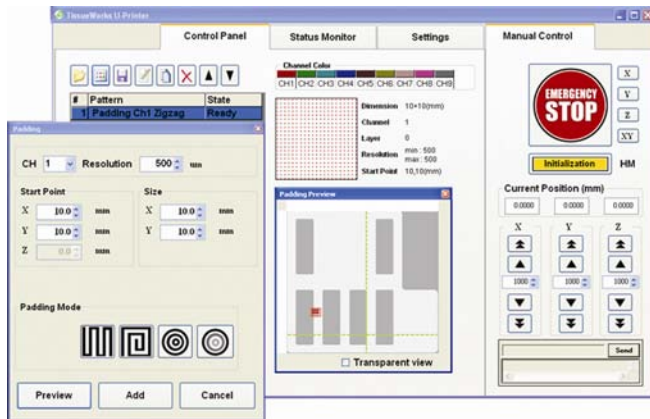 TissueWorks U-Printer
Control Panel
Status Monitor
Settings
Manual Control
Channel Color
CH1 CH2 CH3 CH4 CH5 CH6 CH7 CH8 CH9
# Pattern State
1 Padding Ch1 Zigzag Ready
Dimension 10*10(mm)
Channel 1
Layer 0
Resolution min : 500
max : 500
Start Point 10,10(mm)
Padding
CH 1 Resolution 500 um
Start Point Size
X 10.0 mm X 10.0 mm
Y 10.0 mm Y 10.0 mm
Z 0.0 mm
Padding Mode
Preview Add Cancel
Padding Preview
Transparent view
EMERGENCY
STOP
X
Y
Z
XY
Initialization HM
Current Position (mm)
0.0000 0.0000 0.0000
X Y Z
1000 1000 1000
Send